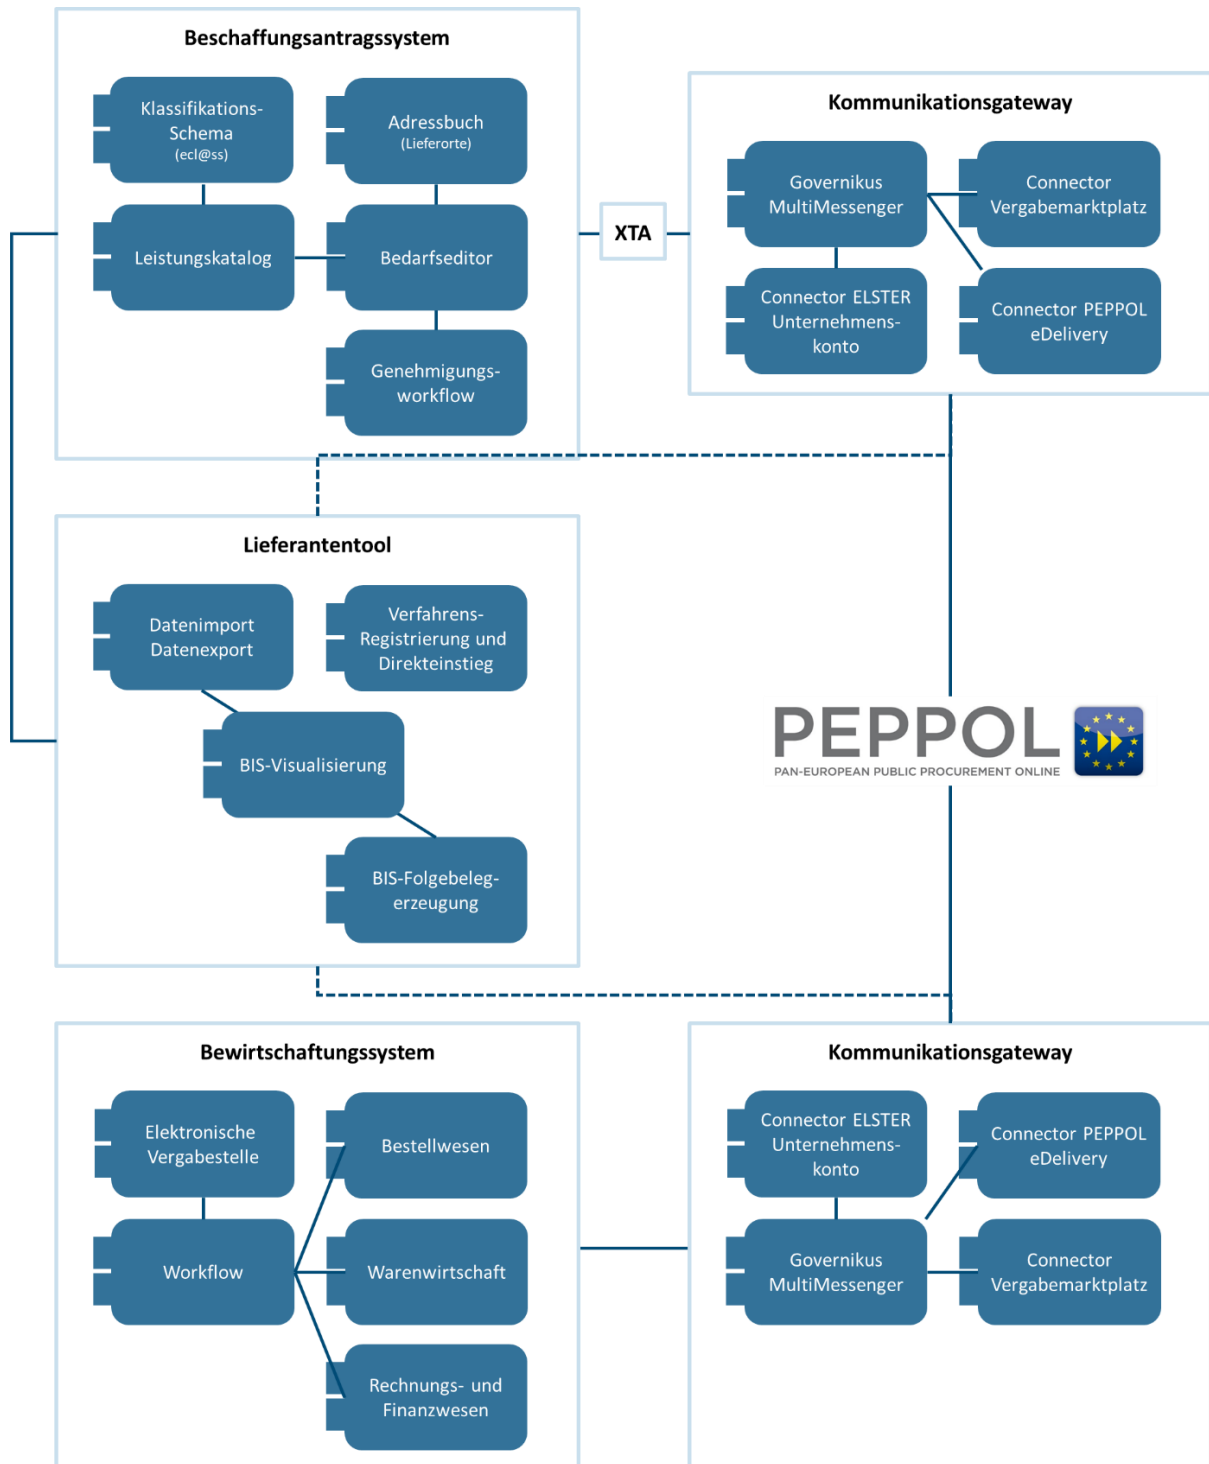 Beschaffungsantragssystem
Klassifikations-
Schema
(ecl@ss)
Adressbuch
(Lieferorte)
Leistungskatalog
Bedarfseditor
Genehmigungs-
workflow
XTA
Kommunikationsgateway
Governikus
MultiMessenger
Connector
Vergabemarktplatz
Connector ELSTER
Unternehmens-
konto
Connector PEPPOL
eDelivery
Lieferantentool
Datenimport
Datenexport
Verfahrens-
Registrierung und
Direkteinstieg
BIS-Visualisierung
BIS-Folgebeleg-
erzeugung
PEPPOL
PAN-EUROPEAN PUBLIC PROCUREMENT ONLINE
Bewirtschaftungssystem
Elektronische
Vergabestelle
Bestellwesen
Workflow
Warenwirtschaft
Rechnungs- und
Finanzwesen
Kommunikationsgateway
Connector ELSTER
Unternehmens-
konto
Connector PEPPOL
eDelivery
Governikus
MultiMessenger
Connector
Vergabemarktplatz